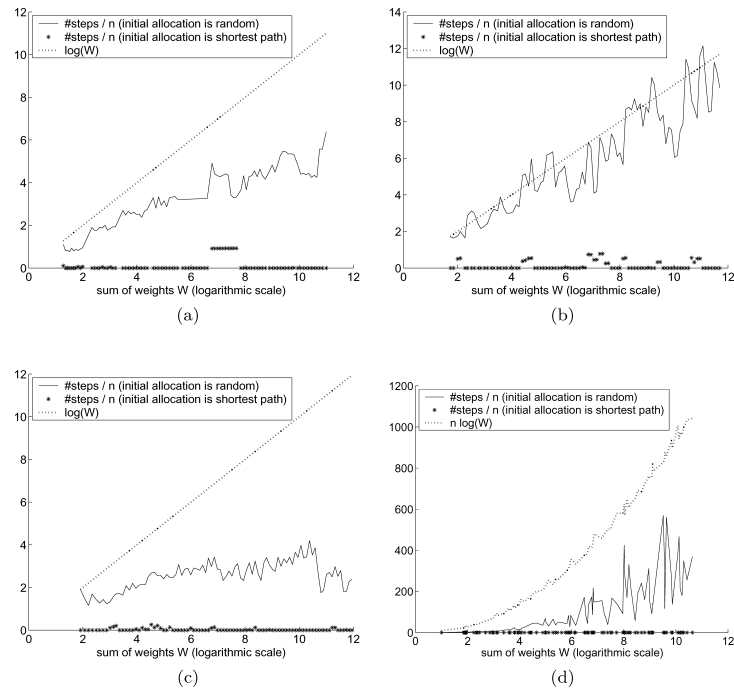 12
10
8
6
4
2
0
#steps / n (initial allocation is random)
#steps / n (initial allocation is shortest path)
log(W)
0 2 4 6 8 10 12
sum of weights W (logarithmic scale)
(a)
14
12
10
8
6
4
2
0
#steps / n (initial allocation is random)
#steps / n (initial allocation is shortest path)
log(W)
0 2 4 6 8 10 12
sum of weights W (logarithmic scale)
(b)
12
10
8
6
4
2
0
#steps / n (initial allocation is random)
#steps / n (initial allocation is shortest path)
log(W)
0 2 4 6 8 10 12
sum of weights W (logarithmic scale)
(c)
1200
1000
800
600
400
200
0
#steps / n (initial allocation is random)
#steps / n (initial allocation is shortest path)
n log(W)
0 2 4 6 8 10 12
sum of weights W (logarithmic scale)
(d)